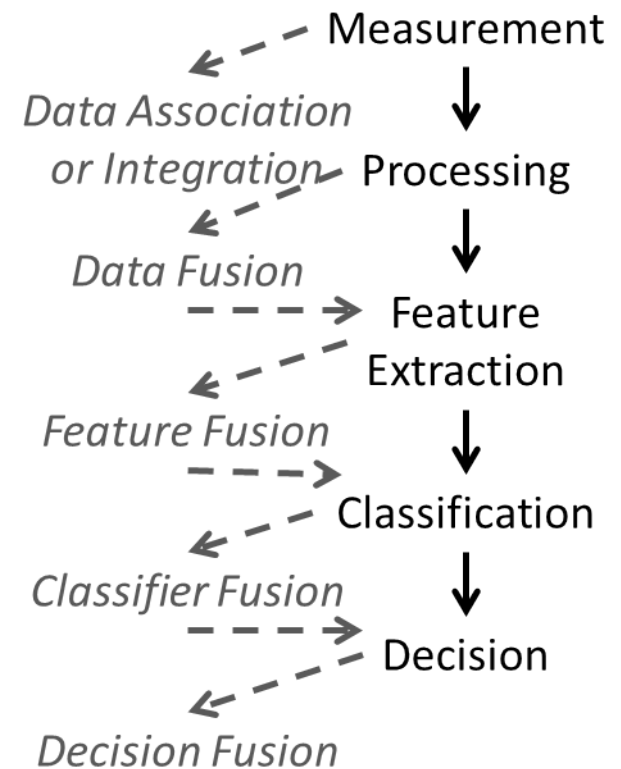 Measurement
Data Association
or Integration
Processing
Data Fusion
Feature
Extraction
Feature Fusion
Classification
Classifier Fusion
Decision
Decision Fusion